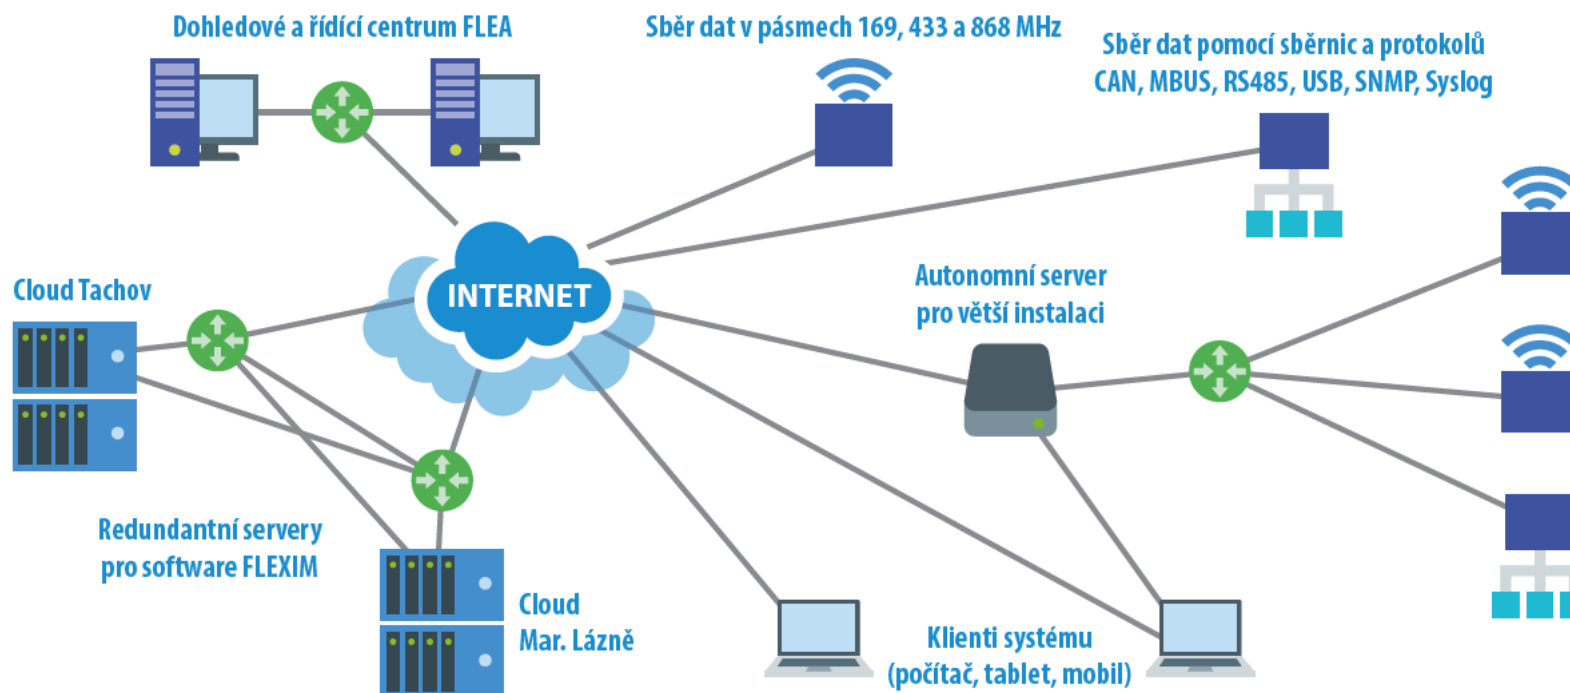 Dohledové a řídící centrum FLEA
Sběr dat v pásmech 169, 433 a 868 MHz
Sběr dat pomocí sběrnic a protokolů
CAN, MBUS, RS485, USB, SNMP, Syslog
INTERNET
Autonomní server
pro větší instalaci
Cloud Tachov
Redundantní servery
pro software FLEXIM
Cloud
Mar. Lázně
Klienti systému
(počítač, tablet, mobil)